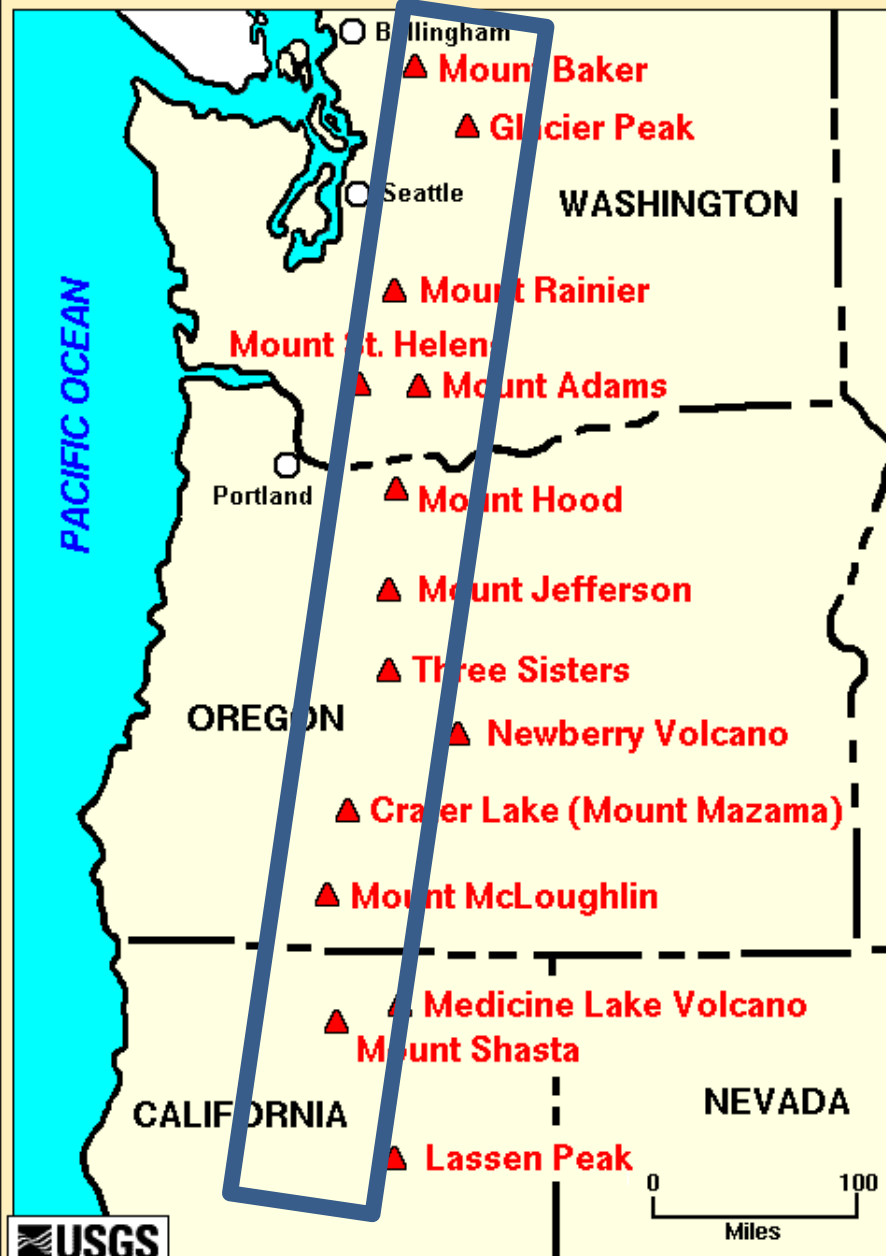 Bellingham
Mount Baker
Glacier Peak
Seattle
WASHINGTON
Mount Rainier
Mount St. Helens
Mount Adams
PACIFIC OCEAN
Portland
Mount Hood
Mount Jefferson
Three Sisters
OREGON
Newberry Volcano
Crater Lake (Mount Mazama)
Mount McLoughlin
Medicine Lake Volcano
Mount Shasta
CALIFORNIA
NEVADA
Lassen Peak
0 100
Miles
USGS